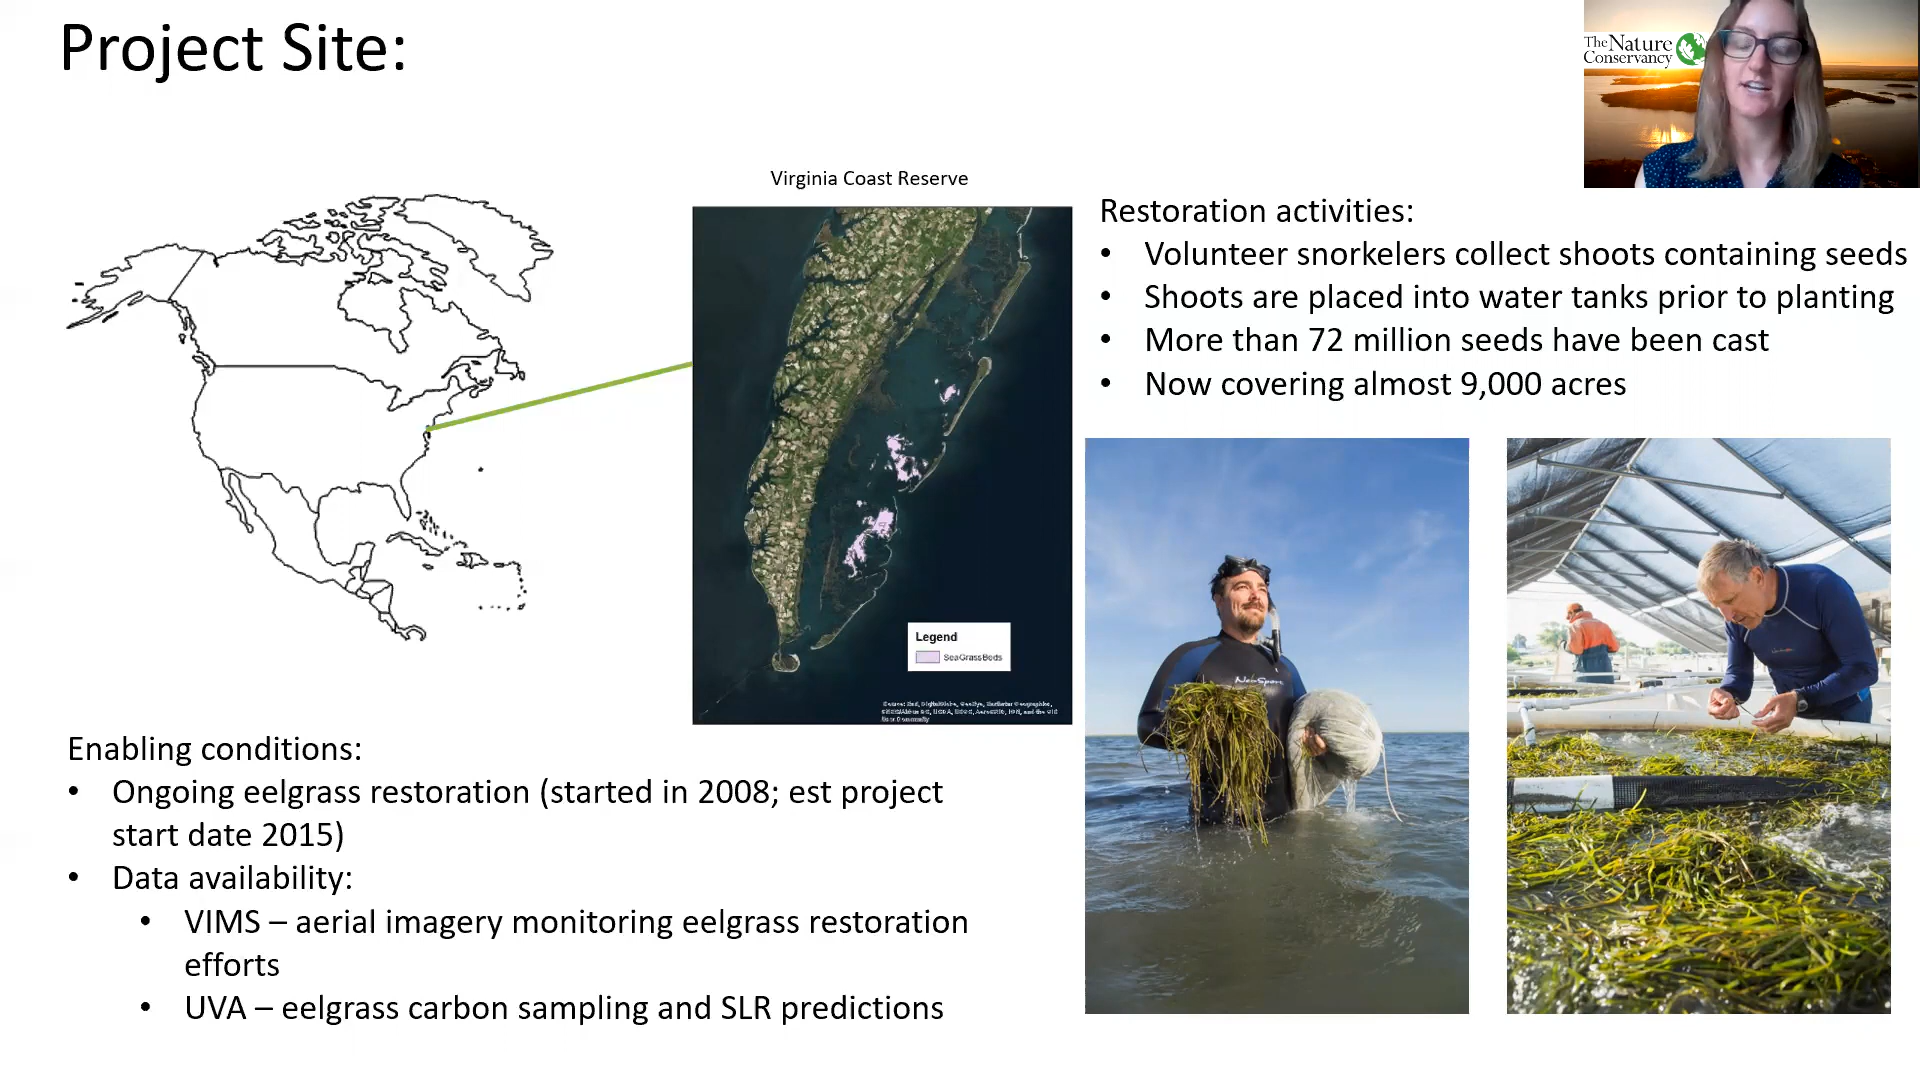 Project Site:
The Nature
Conservancy
Virginia Coast Reserve
Restoration activities:
• Volunteer snorkelers collect shoots containing seeds
• Shoots are placed into water tanks prior to planting
• More than 72 million seeds have been cast
• Now covering almost 9,000 acres
Legend
SeaGrassBeds
Enabling conditions:
• Ongoing eelgrass restoration (started in 2008; est project
start date 2015)
• Data availability:
• VIMS – aerial imagery monitoring eelgrass restoration
efforts
• UVA – eelgrass carbon sampling and SLR predictions